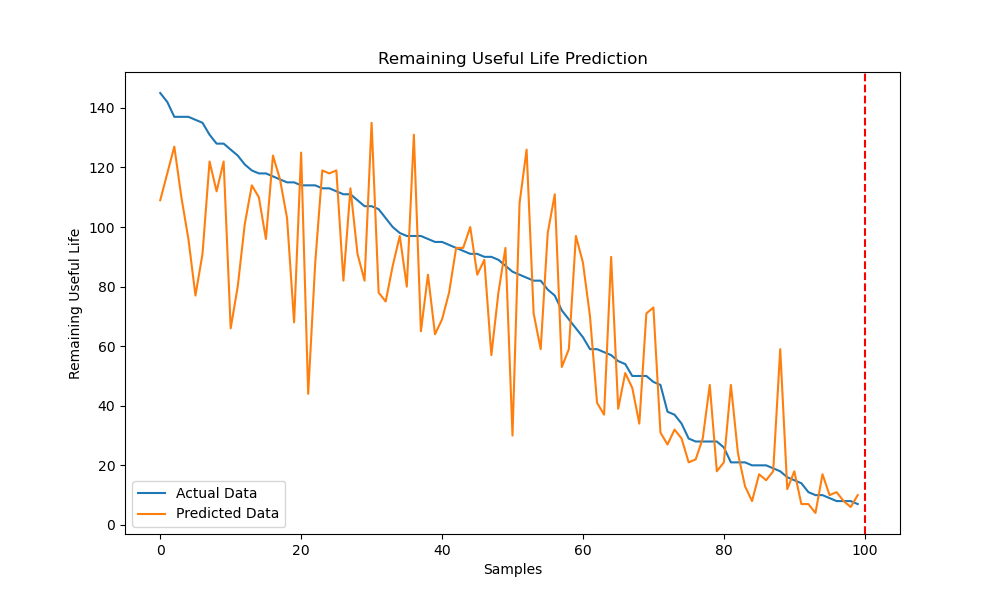 Remaining Useful Life Prediction
Remaining Useful Life
140
120
100
80
60
40
20
0
Actual Data
Predicted Data
0 20 40 60 80 100
Samples